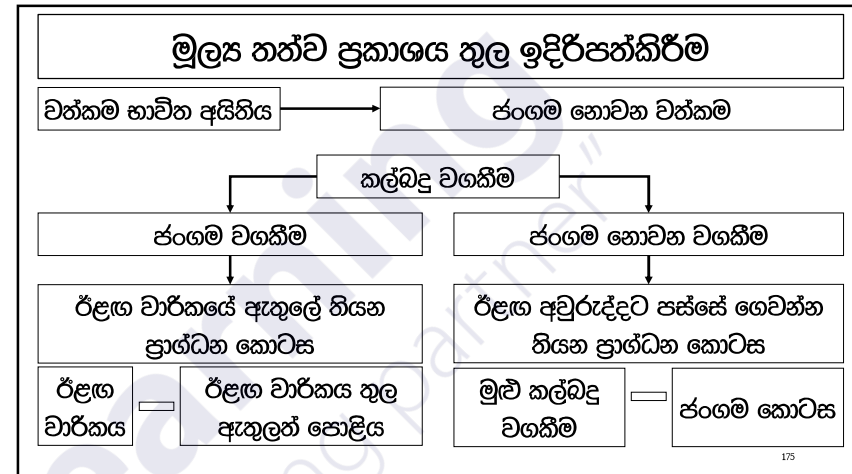 මූල්‍ය තත්ව ප්‍රකාශය තුල ඉදිරිපත්කිරීම
වත්කම භාවිත අයිතිය
ජංගම නොවන වත්කම
කල්බදු වගකීම
ජංගම වගකීම
ජංගම නොවන වගකීම
ඊළඟ වාරිකයේ ඇතුලේ තියන
ප්‍රාග්ධන කොටස
ඊළඟ අවුරුද්දට පස්සේ ගෙවන්න
තියන ප්‍රාග්ධන කොටස
ඊළඟ
වාරිකය
ඊළඟ වාරිකය තුල
ඇතුලත් පොළිය
මුළු කල්බදු
වගකීම
ජංගම කොටස
175
earning
g partner"